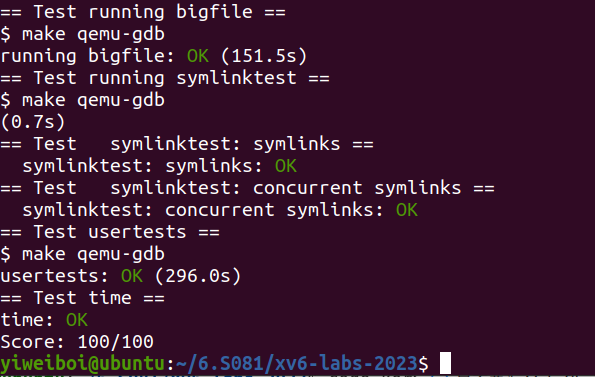 == Test running bigfile ==
$ make qemu-gdb
running bigfile: OK (151.5s)
== Test running symlinktest ==
$ make qemu-gdb
(0.7s)
== Test   symlinktest: symlinks ==
  symlinktest: symlinks: OK
== Test   symlinktest: concurrent symlinks ==
  symlinktest: concurrent symlinks: OK
== Test usertests ==
$ make qemu-gdb
usertests: OK (296.0s)
== Test time ==
time: OK
Score: 100/100
yiweiboi@ubuntu:~/6.S081/xv6-labs-2023$